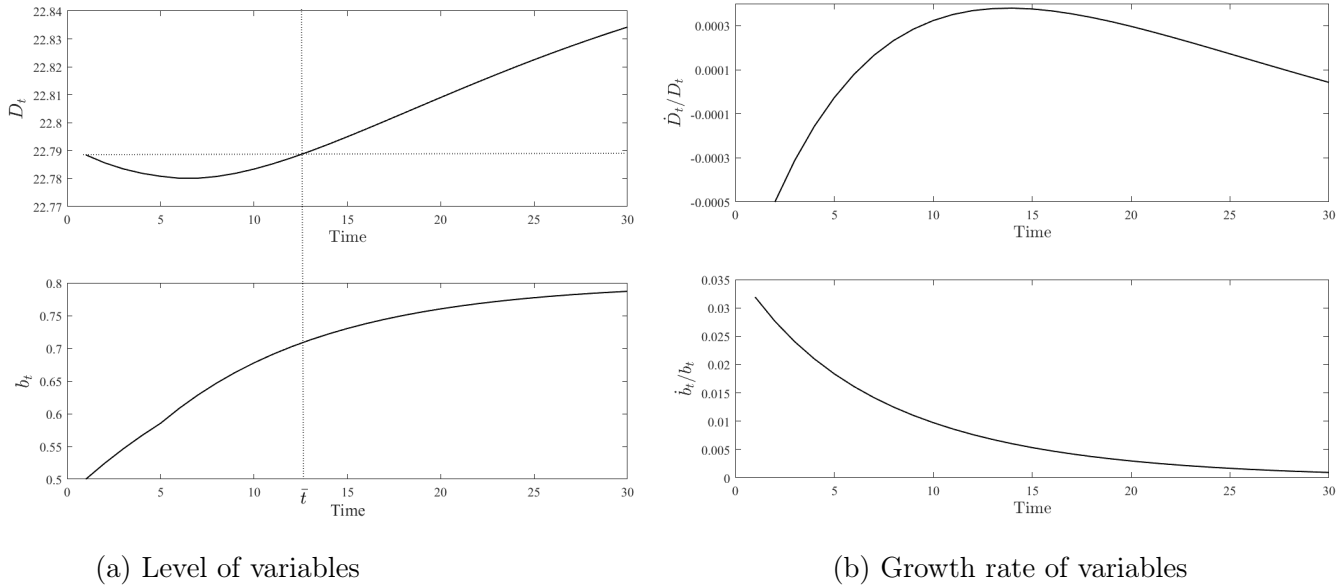 22.84
22.83
22.82
22.81
22.8
22.79
22.78
22.77
D_t
0 5 10 15 20 25 30
Time
0.8
0.75
0.7
0.65
0.6
0.55
0.5
b_t
0 5 10 t̄ 15 20 25 30
Time
(a) Level of variables
0.0003
0.0001
-0.0001
-0.0003
-0.0005
Ḋ_t/D_t
0 5 10 15 20 25 30
Time
0.035
0.03
0.025
0.02
0.015
0.01
0.005
0
ḃ_t/b_t
0 5 10 15 20 25 30
Time
(b) Growth rate of variables